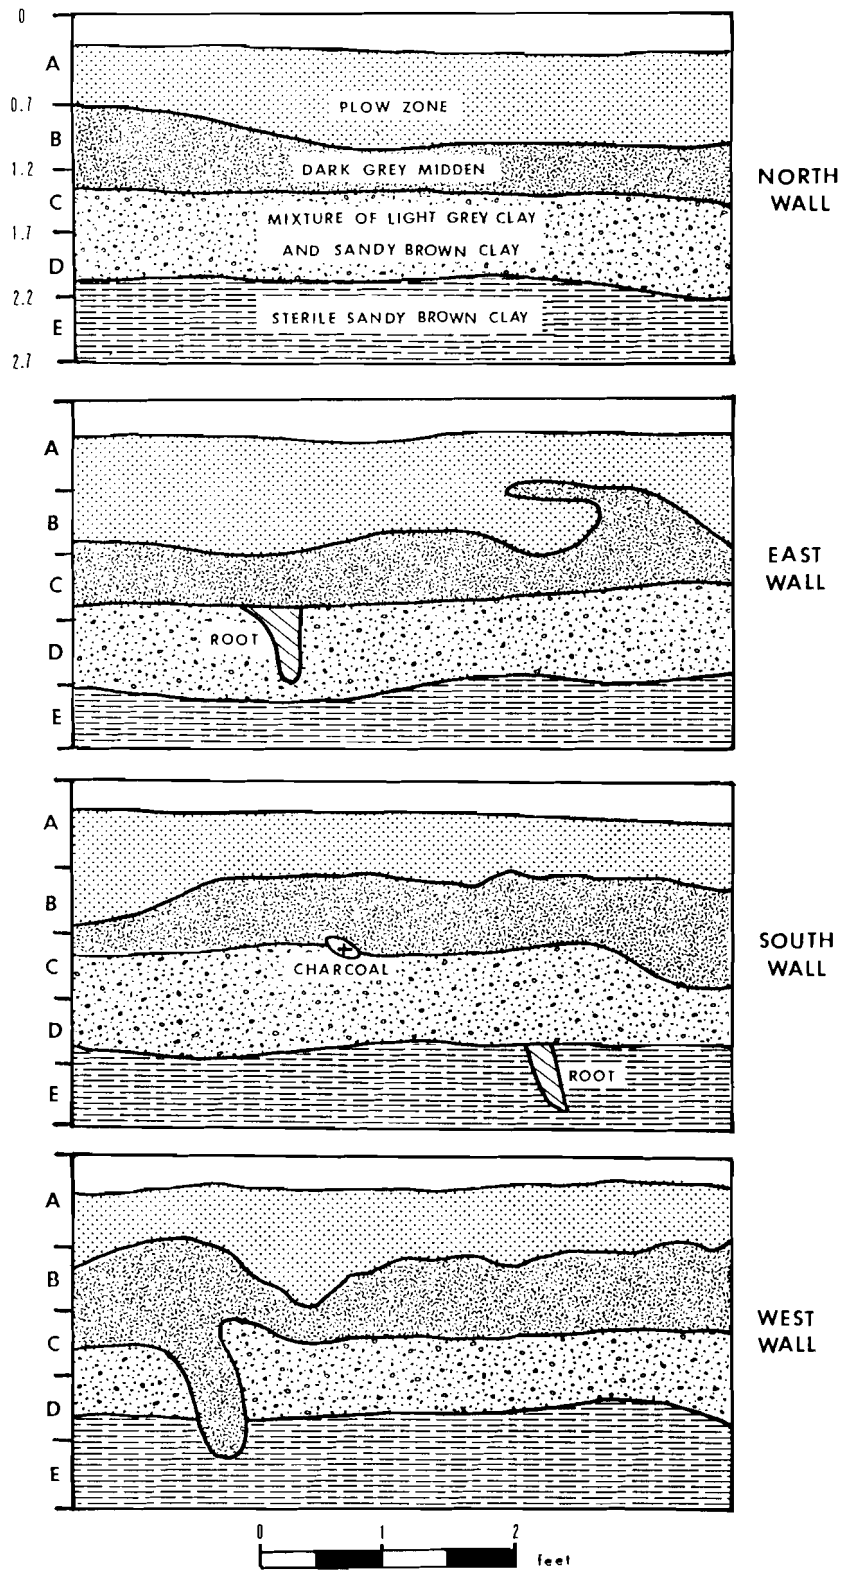 0
A
0.7
PLOW ZONE
B
1.2
DARK GREY MIDDEN
NORTH
WALL
C
MIXTURE OF LIGHT GREY CLAY
1.7
AND SANDY BROWN CLAY
D
2.2
STERILE SANDY BROWN CLAY
E
2.7
A
B
EAST
WALL
C
ROOT
D
E
A
B
SOUTH
WALL
C
CHARCOAL
D
ROOT
E
A
B
WEST
WALL
C
D
E
0 1 2
feet